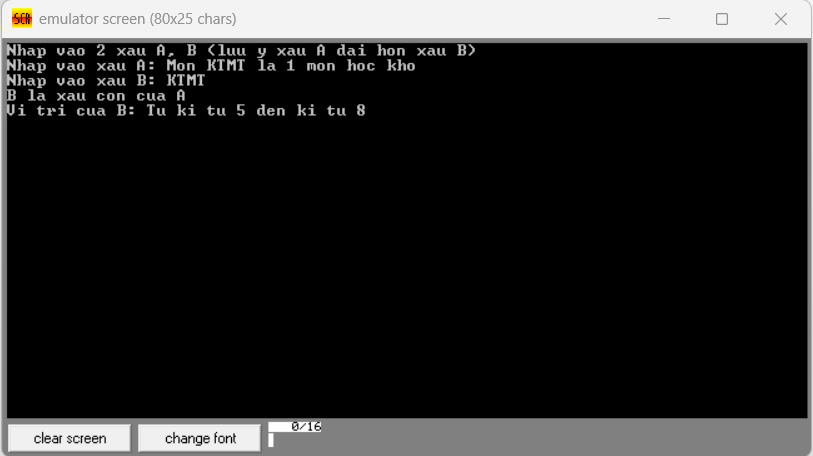 SCR emulator screen (80x25 chars)
Nhap vao 2 xau A, B (luu y xau A dai hon xau B)
Nhap vao xau A: Mon KTMT la 1 mon hoc kho
Nhap vao xau B: KTMT
B la xau con cua A
Vi tri cua B: Tu ki tu 5 den ki tu 8
clear screen
change font
0/16